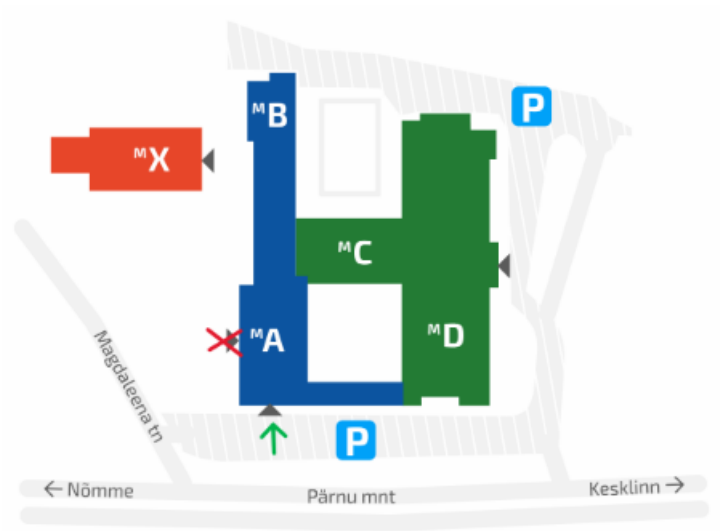 P
ᴹB
ᴹX
ᴹC
ᴹA
ᴹD
Magdaleena tn
P
← Nõmme
Pärnu mnt
Kesklinn →